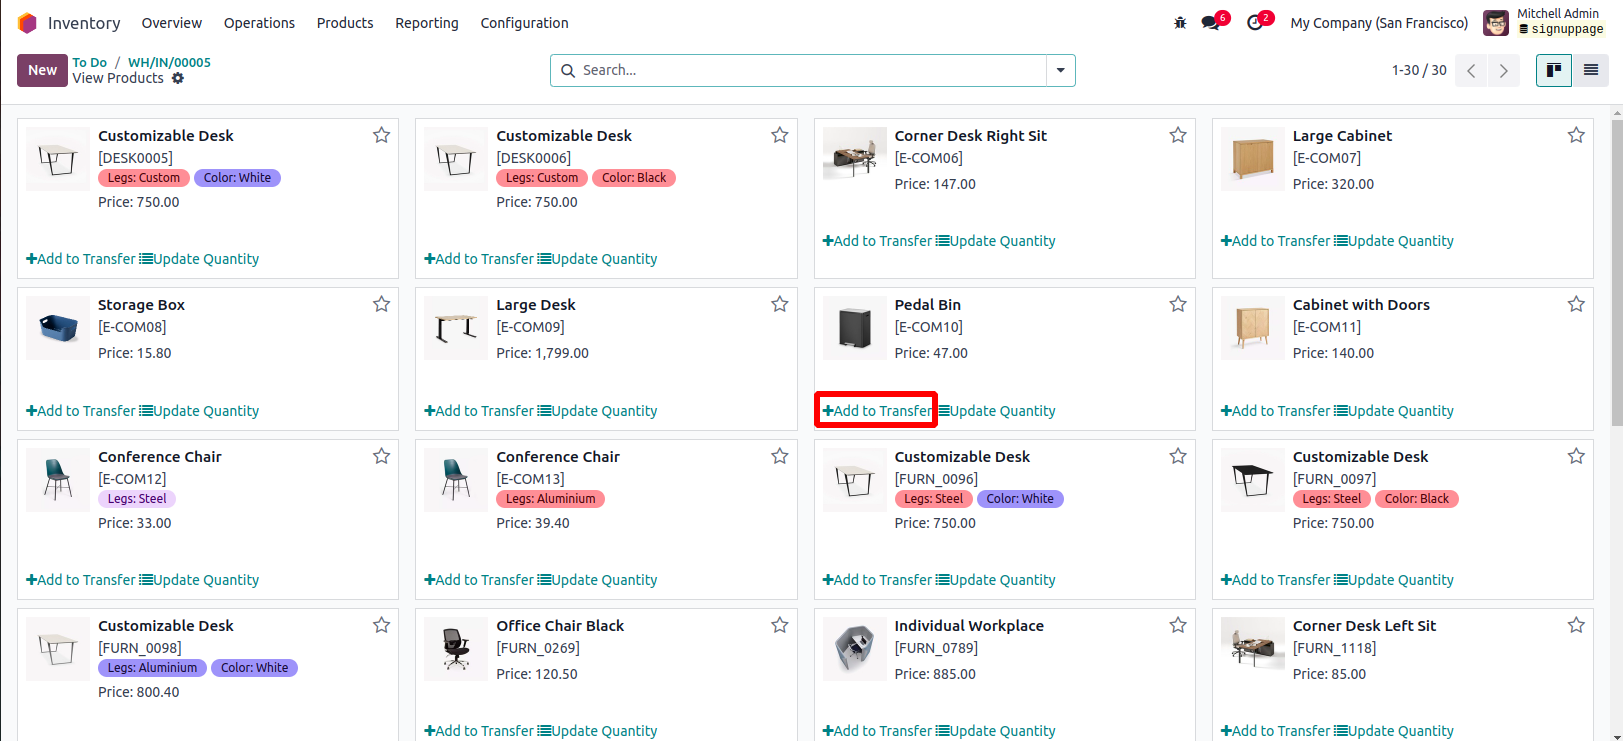 Inventory Overview Operations Products Reporting Configuration 6 2 My Company (San Francisco) Mitchell Admin
signuppage
New To Do / WH/IN/00005
View Products
Search...
1-30 / 30
Customizable Desk
[DESK0005]
Legs: Custom Color: White
Price: 750.00
Add to Transfer Update Quantity
Customizable Desk
[DESK0006]
Legs: Custom Color: Black
Price: 750.00
Add to Transfer Update Quantity
Corner Desk Right Sit
[E-COM06]
Price: 147.00
Add to Transfer Update Quantity
Large Cabinet
[E-COM07]
Price: 320.00
Add to Transfer Update Quantity
Storage Box
[E-COM08]
Price: 15.80
Add to Transfer Update Quantity
Large Desk
[E-COM09]
Price: 1,799.00
Add to Transfer Update Quantity
Pedal Bin
[E-COM10]
Price: 47.00
Add to Transfer Update Quantity
Cabinet with Doors
[E-COM11]
Price: 140.00
Add to Transfer Update Quantity
Conference Chair
[E-COM12]
Legs: Steel
Price: 33.00
Add to Transfer Update Quantity
Conference Chair
[E-COM13]
Legs: Aluminium
Price: 39.40
Add to Transfer Update Quantity
Customizable Desk
[FURN_0096]
Legs: Steel Color: White
Price: 750.00
Add to Transfer Update Quantity
Customizable Desk
[FURN_0097]
Legs: Steel Color: Black
Price: 750.00
Add to Transfer Update Quantity
Customizable Desk
[FURN_0098]
Legs: Aluminium Color: White
Price: 800.40
Office Chair Black
[FURN_0269]
Price: 120.50
Add to Transfer Update Quantity
Individual Workplace
[FURN_0789]
Price: 885.00
Add to Transfer Update Quantity
Corner Desk Left Sit
[FURN_1118]
Price: 85.00
Add to Transfer Update Quantity